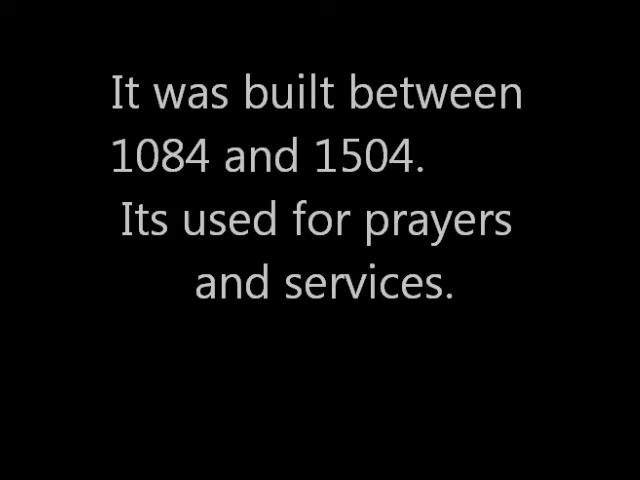 It was built between
1084 and 1504.
Its used for prayers
and services.